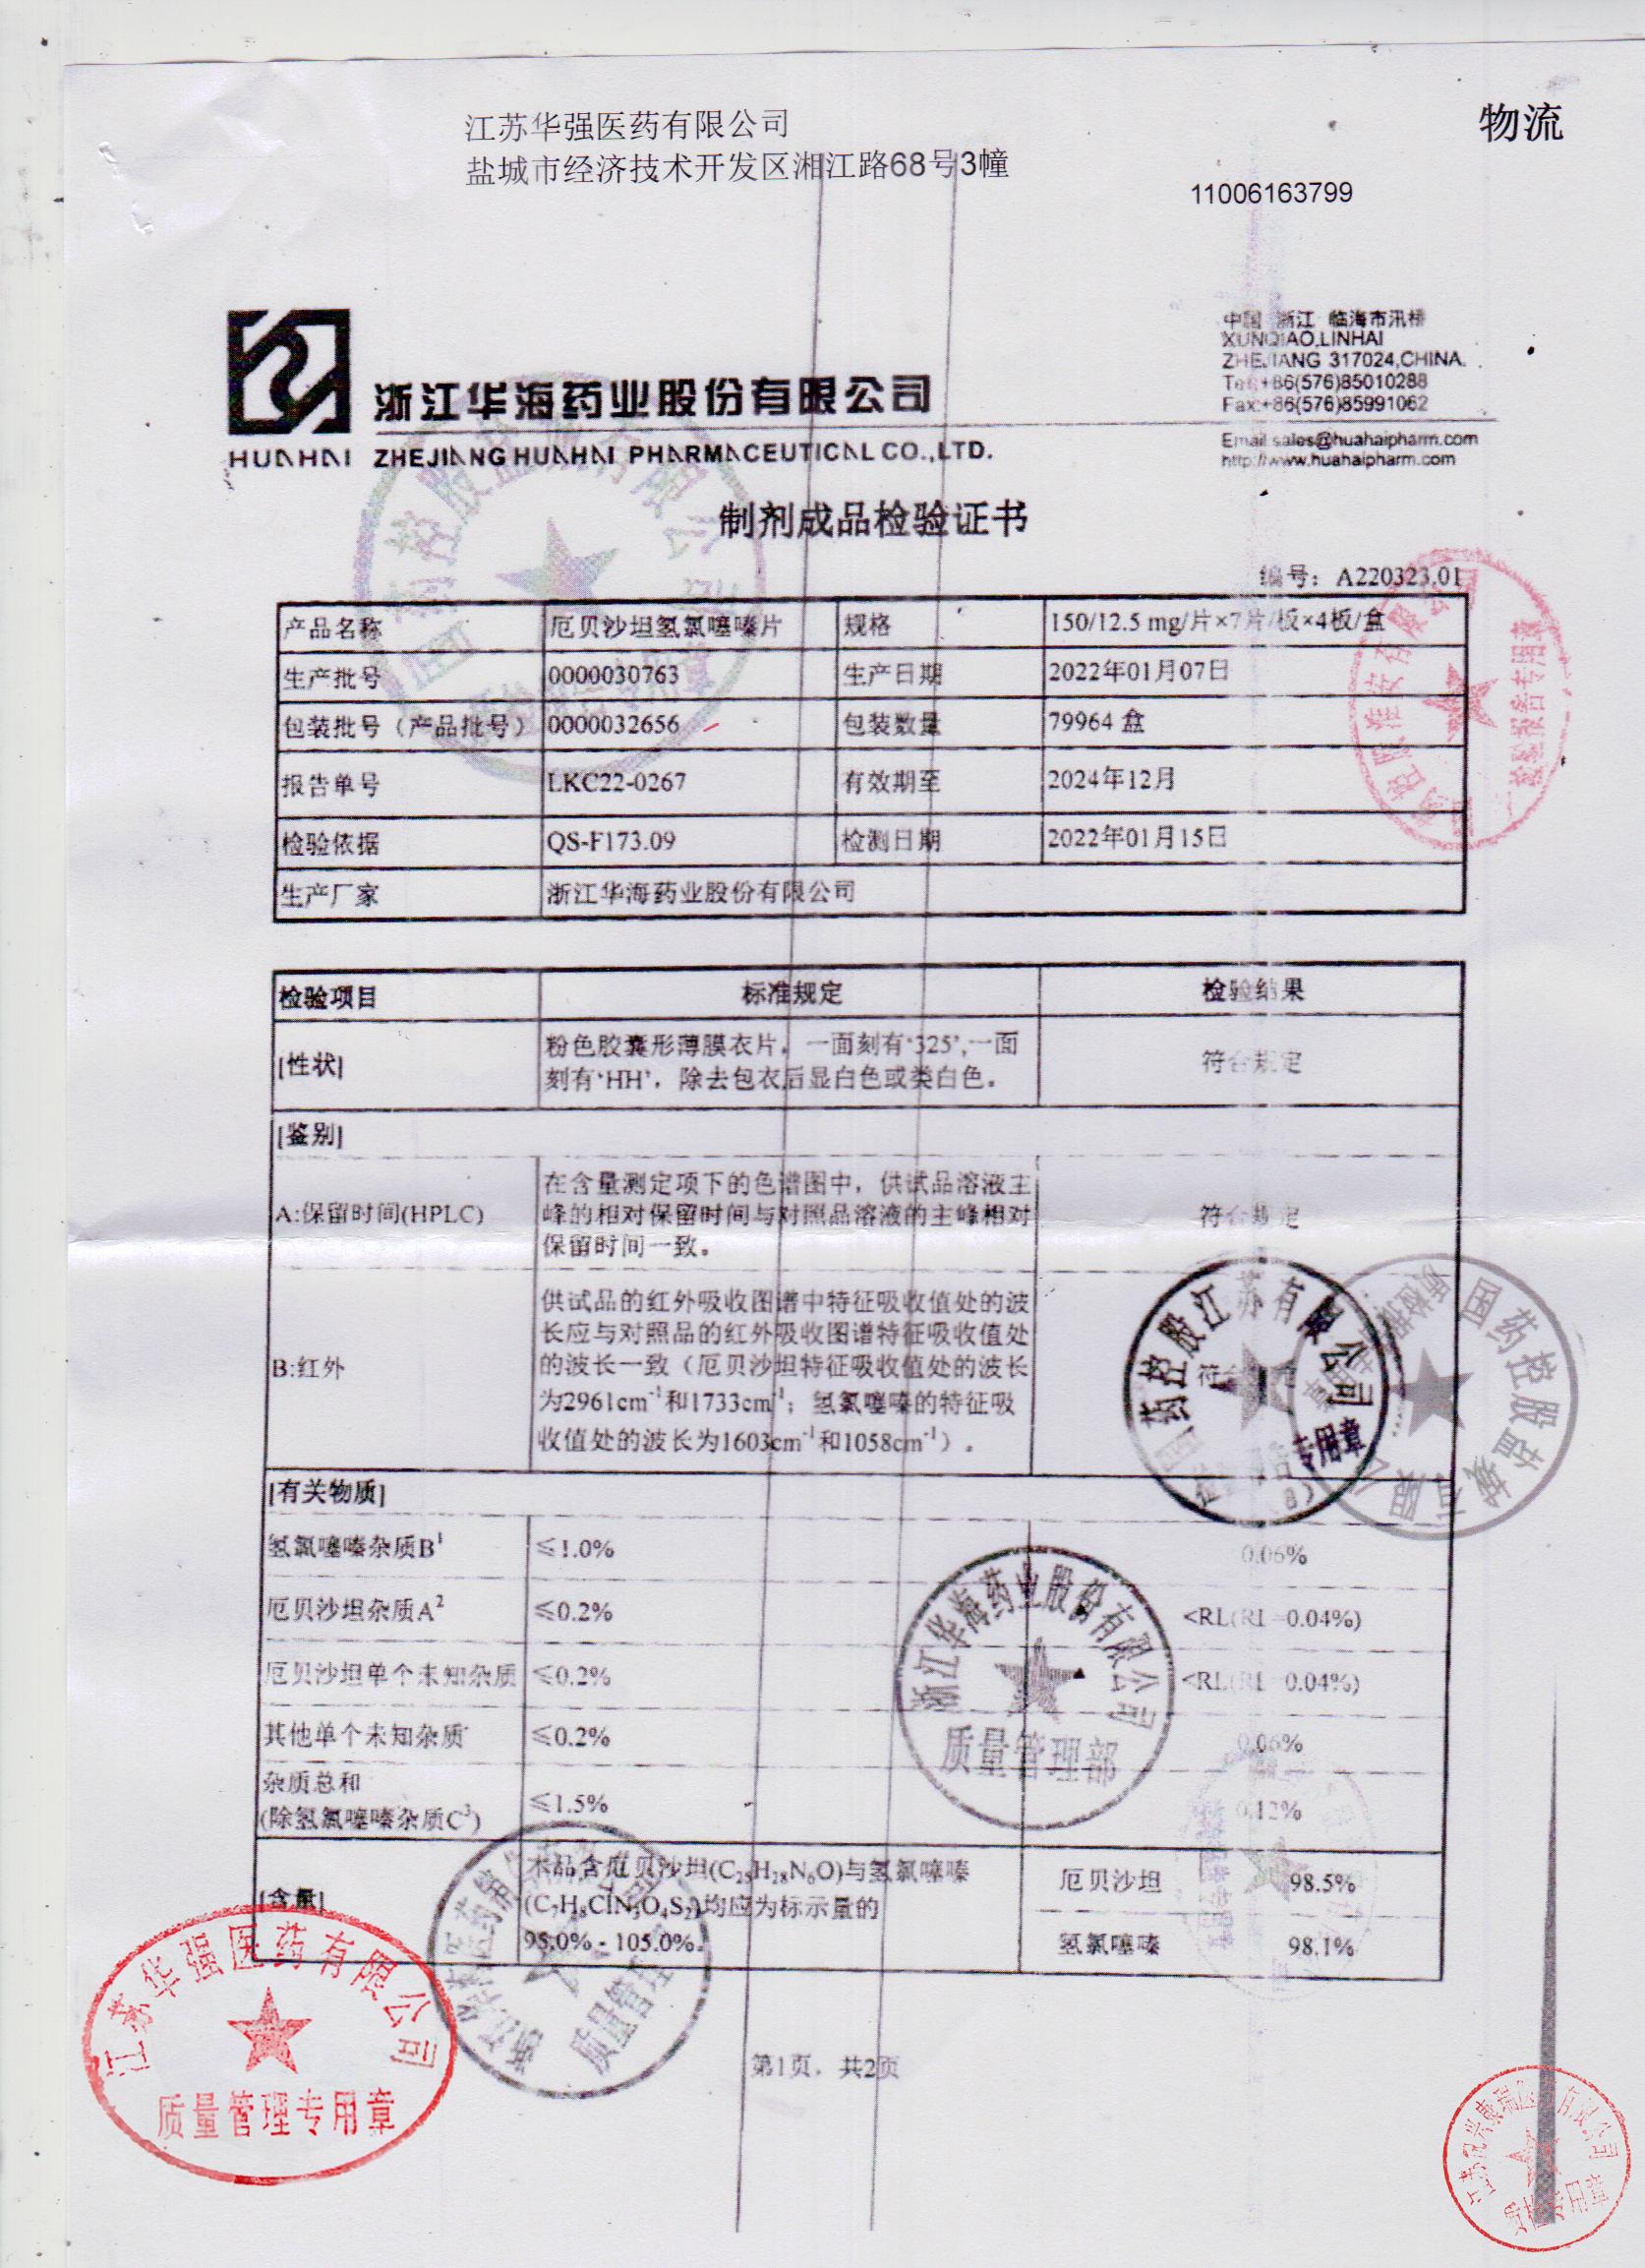 江苏华强医药有限公司
盐城市经济技术开发区湘江路68号3幢
物流
11006163799
中国 浙江 临海市汛桥
XUNQIAO,LINHAI
ZHEJIANG 317024,CHINA.
Tel:+86(576)85010288
Fax:+86(576)85991062
Email:sales@huahaipharm.com
http://www.huahaipharm.com
浙江华海药业股份有限公司
HUAHAI ZHEJIANG HUAHAI PHARMACEUTICAL CO.,LTD.
制剂成品检验证书
编号：A220323.01
产品名称 厄贝沙坦氢氯噻嗪片 规格 150/12.5 mg/片×7片/板×4板/盒
生产批号 0000030763 生产日期 2022年01月07日
包装批号（产品批号） 0000032656 包装数量 79964 盒
报告单号 LKC22-0267 有效期至 2024年12月
检验依据 QS-F173.09 检测日期 2022年01月15日
生产厂家 浙江华海药业股份有限公司
检验项目 标准规定 检验结果
[性状] 粉色胶囊形薄膜衣片，一面刻有‘325’,一面
刻有‘HH’，除去包衣后显白色或类白色。 符合规定
[鉴别]
A:保留时间(HPLC) 在含量测定项下的色谱图中，供试品溶液主
峰的相对保留时间与对照品溶液的主峰相对
保留时间一致。 符合规定
B:红外 供试品的红外吸收图谱中特征吸收值处的波
长应与对照品的红外吸收图谱特征吸收值处
的波长一致（厄贝沙坦特征吸收值处的波长
为2961cm⁻¹和1733cm⁻¹；氢氯噻嗪的特征吸
收值处的波长为1603cm⁻¹和1058cm⁻¹）。
[有关物质]
氢氯噻嗪杂质B¹ ≤1.0% 0.06%
厄贝沙坦杂质A² ≤0.2% <RL(RL=0.04%)
厄贝沙坦单个未知杂质 ≤0.2% <RL(RL=0.04%)
其他单个未知杂质 ≤0.2% 0.06%
杂质总和
(除氢氯噻嗪杂质C³) ≤1.5% 0.12%
[含量] 本品含厄贝沙坦(C₂₅H₂₈N₆O)与氢氯噻嗪
(C₇H₈ClN₃O₄S₂)均应为标示量的
95.0% - 105.0%。
厄贝沙坦 98.5%
氢氯噻嗪 98.1%
浙江华海药业股份有限公司
质量管理部
江苏华强医药有限公司
质量管理专用章
第1页，共2页